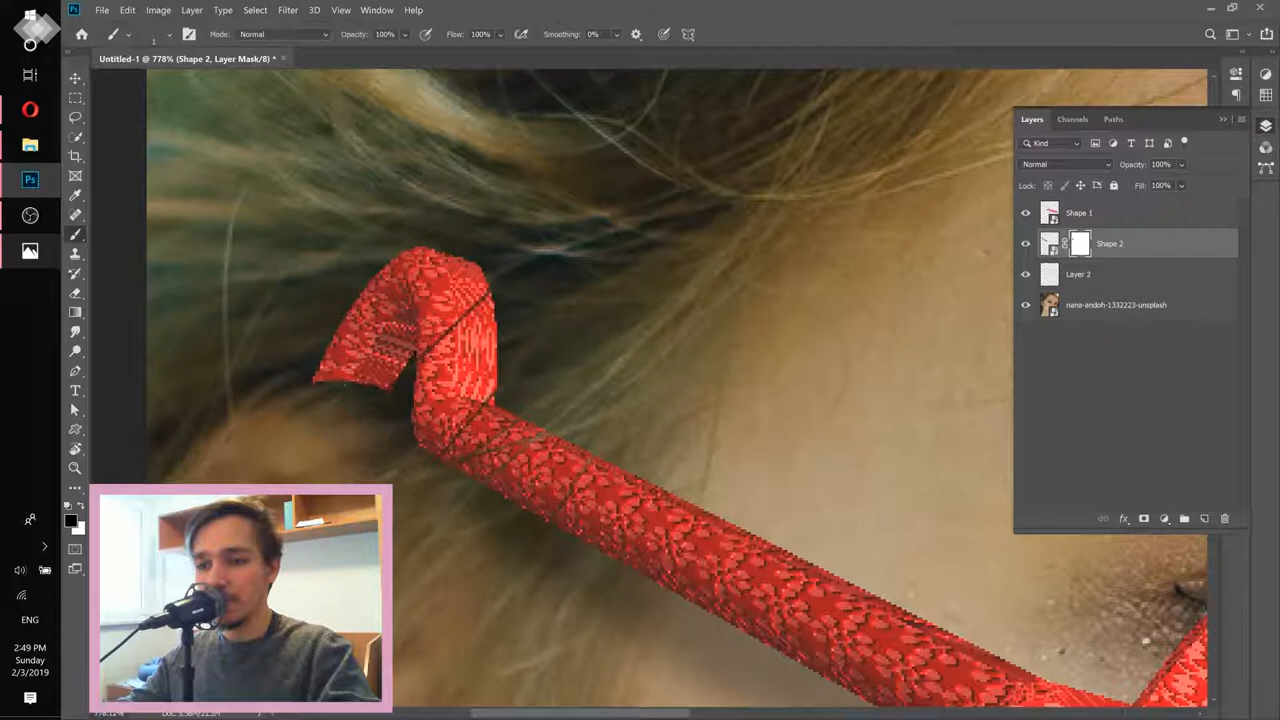 File Edit Image Layer Type Select Filter 3D View Window Help
1 Mode: Normal Opacity: 100% Flow: 100% Smoothing: 0%
Untitled-1 @ 778% (Shape 2, Layer Mask/8) *
Layers Channels Paths
Kind
Normal Opacity: 100%
Lock: Fill: 100%
Shape 1
Shape 2
Layer 2
nana-andoh-1332223-unsplash
ENG
2:49 PM
Sunday
2/3/2019